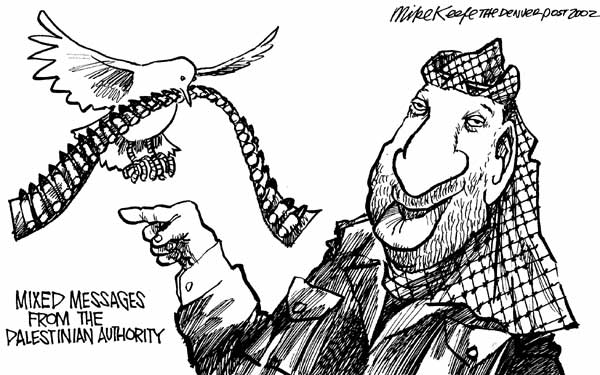 Mike Keefe THE DENVER POST 2002
MIXED MESSAGES
FROM THE
PALESTINIAN AUTHORITY